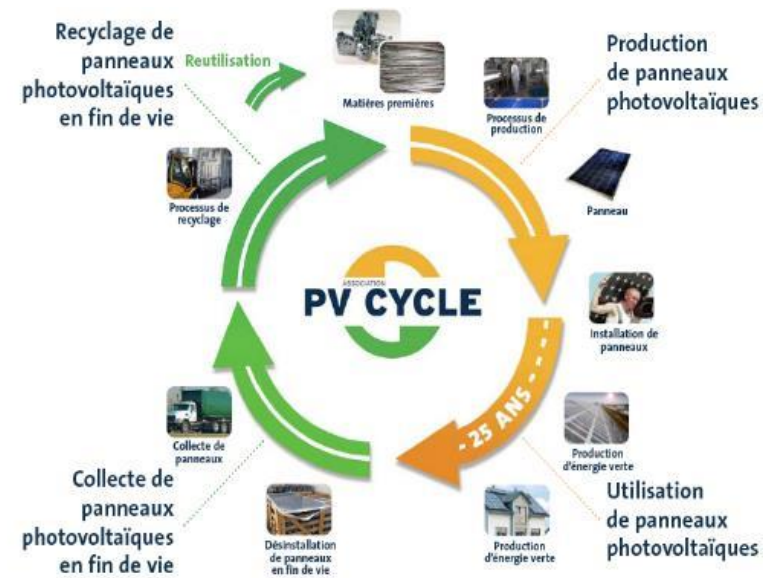 Recyclage de
panneaux
photovoltaïques
en fin de vie
Reutilisation
Matières premières
Processus de
production
Production
de panneaux
photovoltaïques
Panneau
Processus de
recyclage
ASSOCIATION
PV CYCLE
Installation de
panneaux
- 25 ANS -
Production
d'énergie verte
Utilisation
de panneaux
photovoltaïques
Production
d'énergie verte
Désinstallation
de panneaux
en fin de vie
Collecte de
panneaux
Collecte de
panneaux
photovoltaïques
en fin de vie